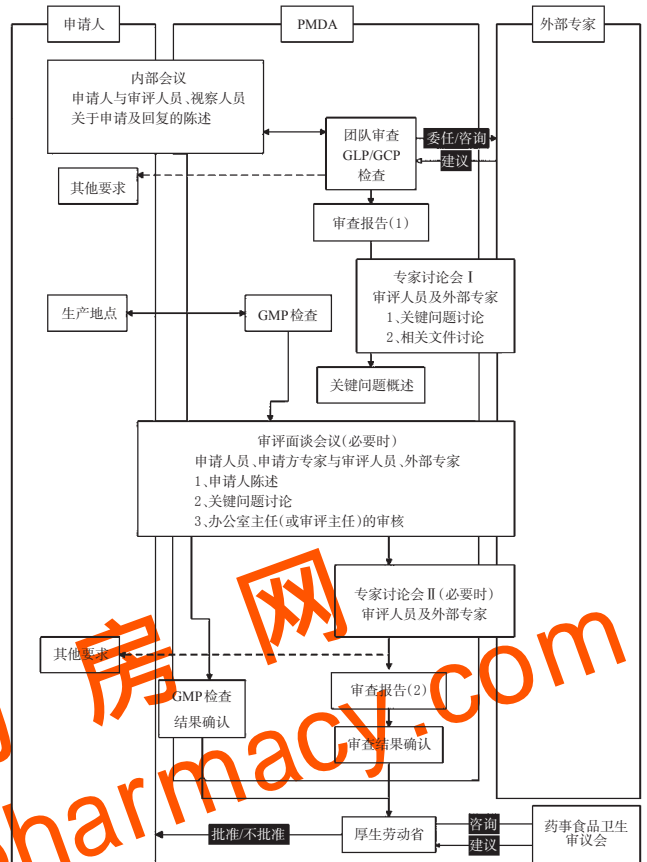 申请人
PMDA
外部专家
内部会议
申请人与审评人员、视察人员
关于申请及回复的陈述
团队审查
GLP/GCP
检查
委任/咨询
建议
其他要求
审查报告(1)
专家讨论会Ⅰ
审评人员及外部专家
1、关键问题讨论
2、相关文件讨论
生产地点
GMP检查
关键问题概述
审评面谈会议(必要时)
申请人员、申请方专家与审评人员、外部专家
1、申请人陈述
2、关键问题讨论
3、办公室主任(或审评主任)的审核
专家讨论会Ⅱ(必要时)
审评人员及外部专家
其他要求
GMP检查
结果确认
审查报告(2)
审查结果确认
批准/不批准
厚生劳动省
咨询
建议
药事食品卫生
审议会
房网
pharmacy.com